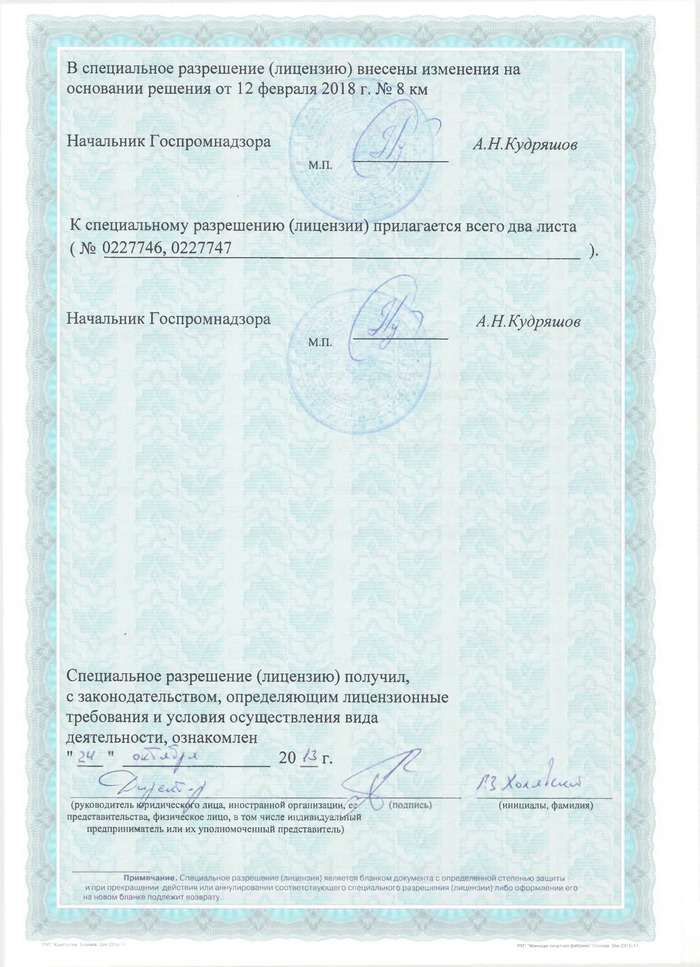 В специальное разрешение (лицензию) внесены изменения на
основании решения от 12 февраля 2018 г. № 8 км
Начальник Госпромнадзора А.Н.Кудряшов
М.П.
К специальному разрешению (лицензии) прилагается всего два листа
( № 0227746, 0227747 ).
Начальник Госпромнадзора А.Н.Кудряшов
М.П.
Специальное разрешение (лицензию) получил,
с законодательством, определяющим лицензионные
требования и условия осуществления вида
деятельности, ознакомлен
" 24 " октября 2013 г.
Директор
(руководитель юридического лица, иностранной организации, ее (подпись) (инициалы, фамилия)
представительства, физическое лицо, в том числе индивидуальный
предприниматель или их уполномоченный представитель)
Примечание. Специальное разрешение (лицензия) является бланком документа с определенной степенью защиты
и при прекращении действия или аннулировании соответствующего специального разрешения (лицензии) либо оформлении его
на новом бланке подлежит возврату.